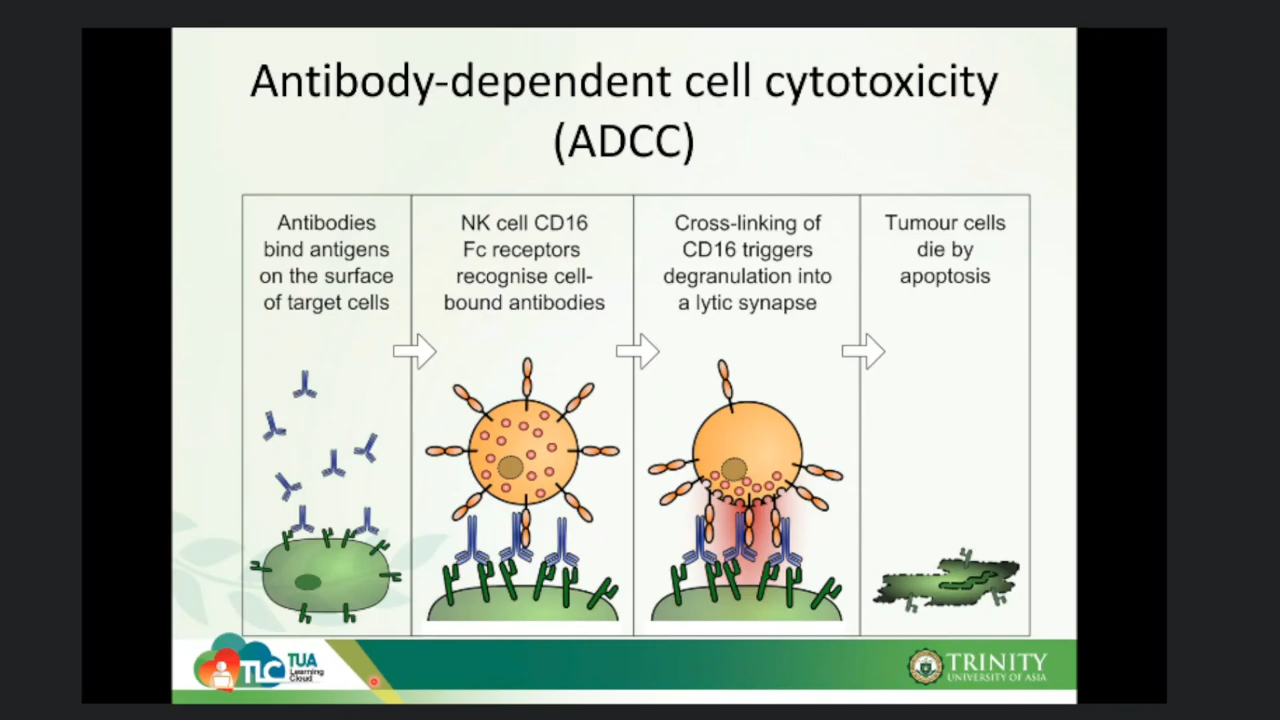 Antibody-dependent cell cytotoxicity
(ADCC)
Antibodies
bind antigens
on the surface
of target cells
NK cell CD16
Fc receptors
recognise cell-
bound antibodies
Cross-linking of
CD16 triggers
degranulation into
a lytic synapse
Tumour cells
die by
apoptosis
TLC
TUA
Learning
Cloud
TRINITY
UNIVERSITY OF ASIA